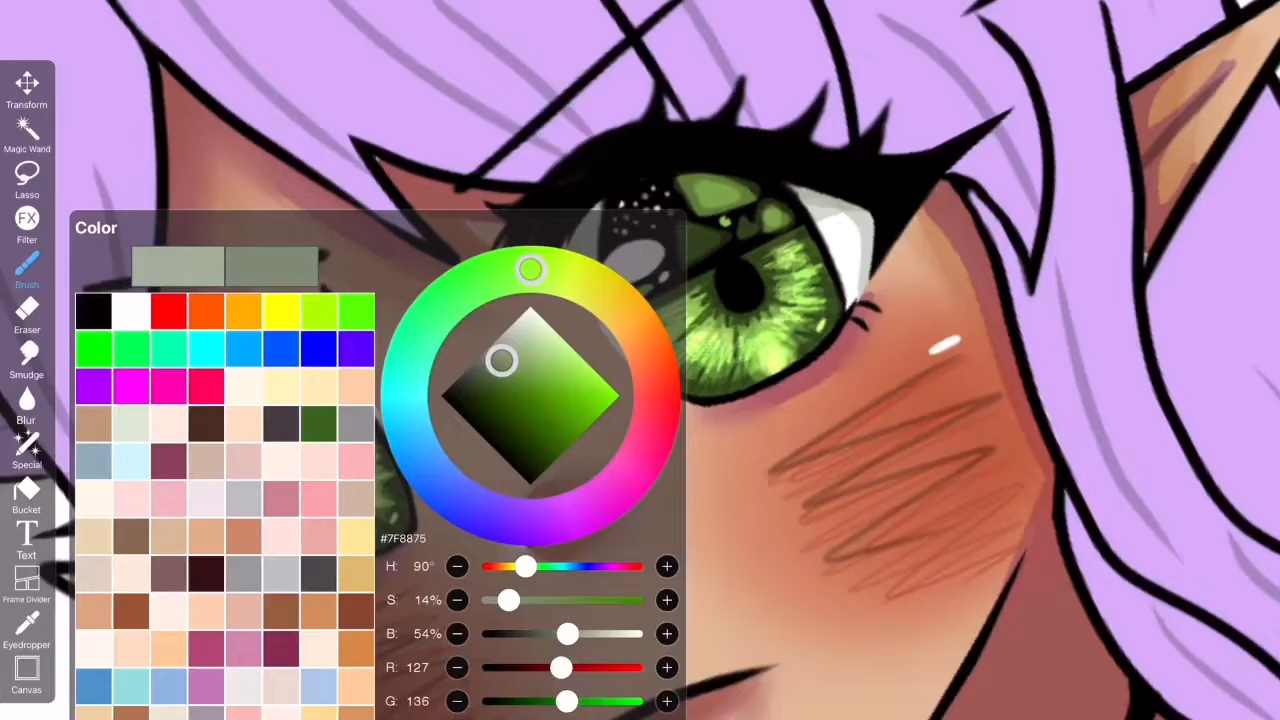 Transform
Magic Wand
Lasso
FX
Filter
Brush
Eraser
Smudge
Blur
Special
Bucket
T
Text
Frame Divider
Eyedropper
Canvas
Color
#7F8875
H: 90°
S: 14%
B: 54%
R: 127
G: 136